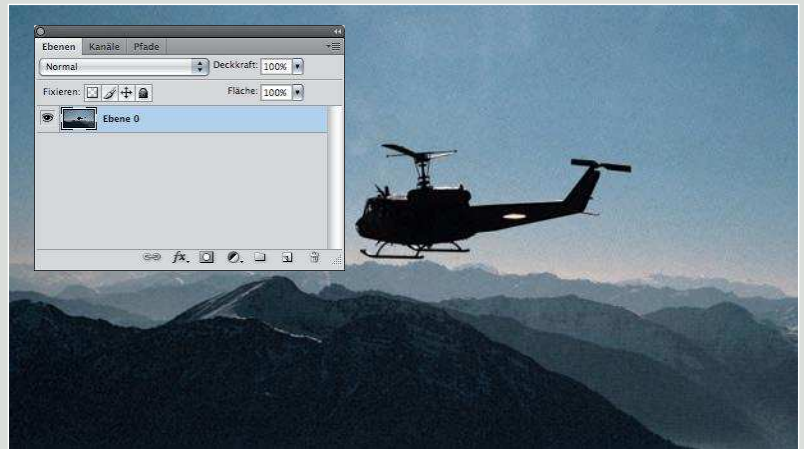 Ebenen Kanäle Pfade
Normal Deckkraft: 100%
Fixieren: Fläche: 100%
Ebene 0
fx.